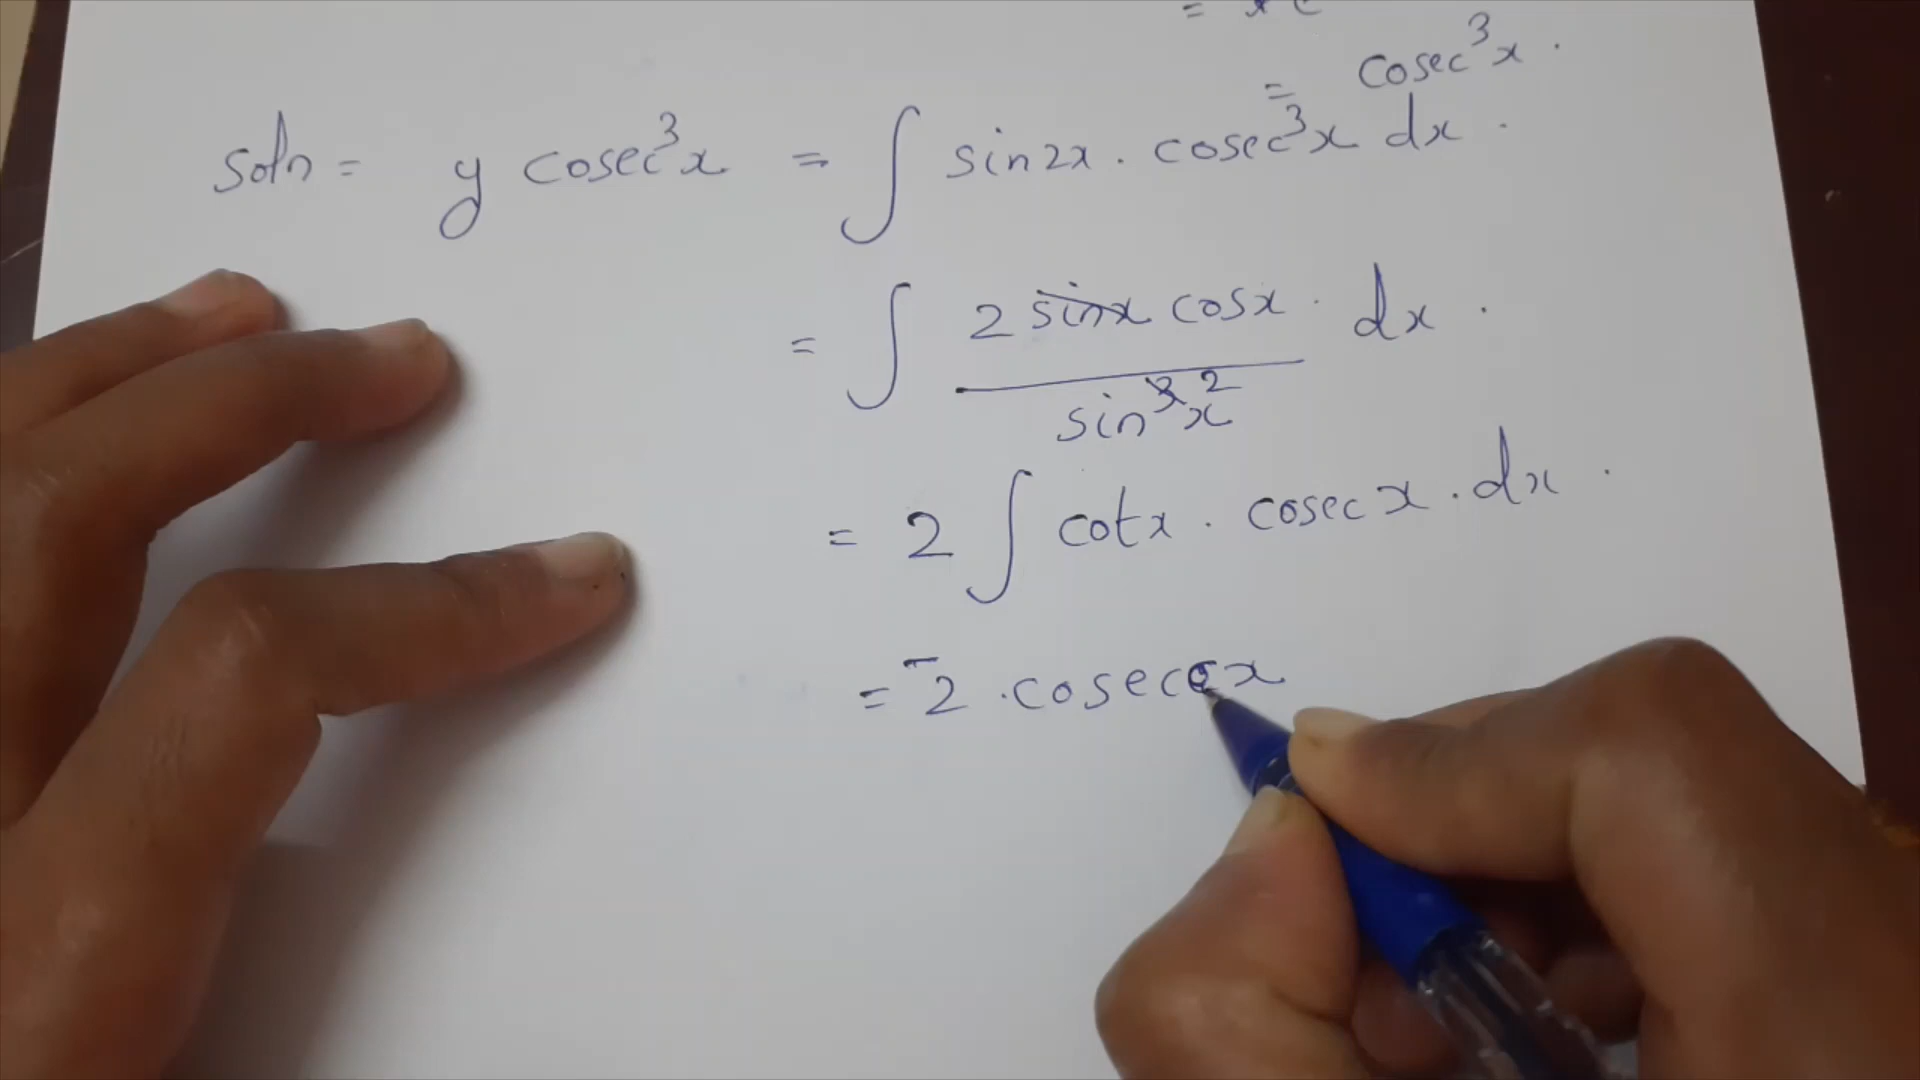 = x
= cosec³x .
soln = y cosec³x = ∫ sin2x . cosec³x dx .
= ∫ 2 sinx cosx / sin³x² . dx .
= 2 ∫ cotx . cosec x . dx .
= -2 . cosec x